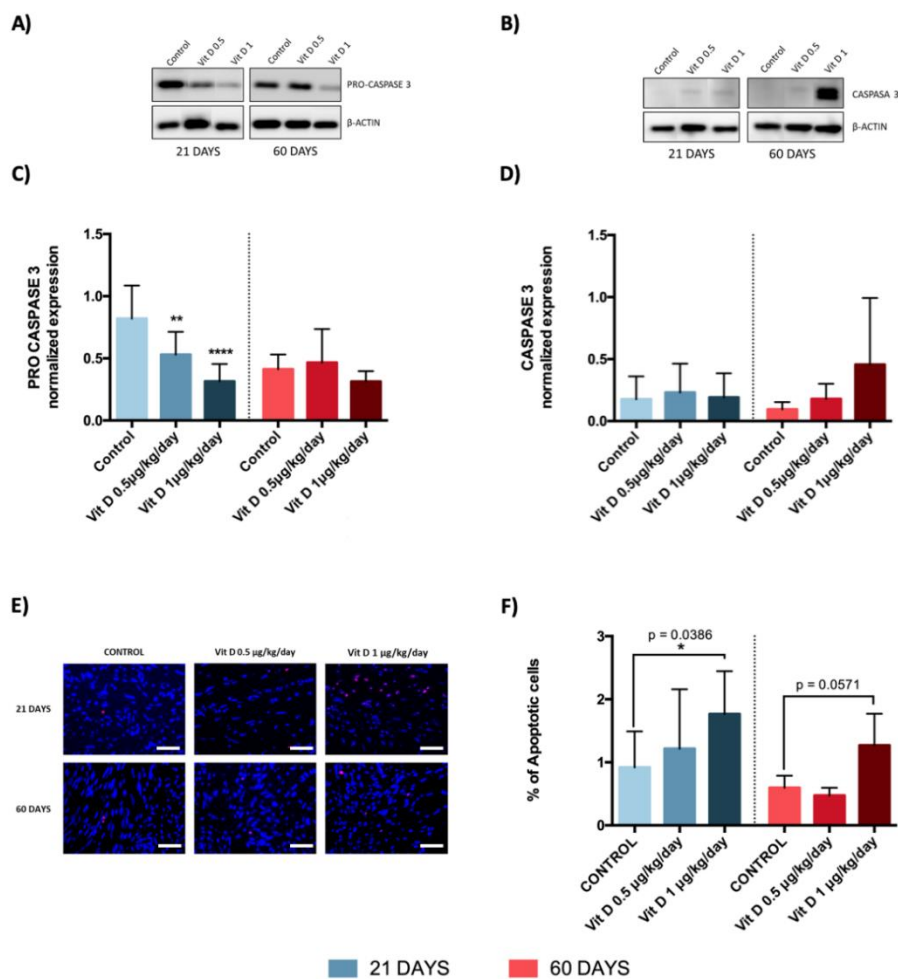 A)
Control
Vit D 0.5
Vit D 1
Control
Vit D 0.5
Vit D 1
PRO-CASPASE 3
β-ACTIN
21 DAYS
60 DAYS
B)
Control
Vit D 0.5
Vit D 1
Control
Vit D 0.5
Vit D 1
CASPASA 3
β-ACTIN
21 DAYS
60 DAYS
C)
PRO CASPASE 3
normalized expression
1.5
1.0
0.5
0.0
**
****
Control
Vit D 0.5µg/kg/day
Vit D 1µg/kg/day
Control
Vit D 0.5µg/kg/day
Vit D 1µg/kg/day
D)
CASPASE 3
normalized expression
1.5
1.0
0.5
0.0
Control
Vit D 0.5µg/kg/day
Vit D 1µg/kg/day
Control
Vit D 0.5µg/kg/day
Vit D 1µg/kg/day
E)
CONTROL
Vit D 0.5 µg/kg/day
Vit D 1 µg/kg/day
21 DAYS
60 DAYS
F)
% of Apoptotic cells
3
2
1
0
p = 0.0386
*
p = 0.0571
CONTROL
Vit D 0.5 µg/kg/day
Vit D 1 µg/kg/day
CONTROL
Vit D 0.5 µg/kg/day
Vit D 1 µg/kg/day
21 DAYS
60 DAYS